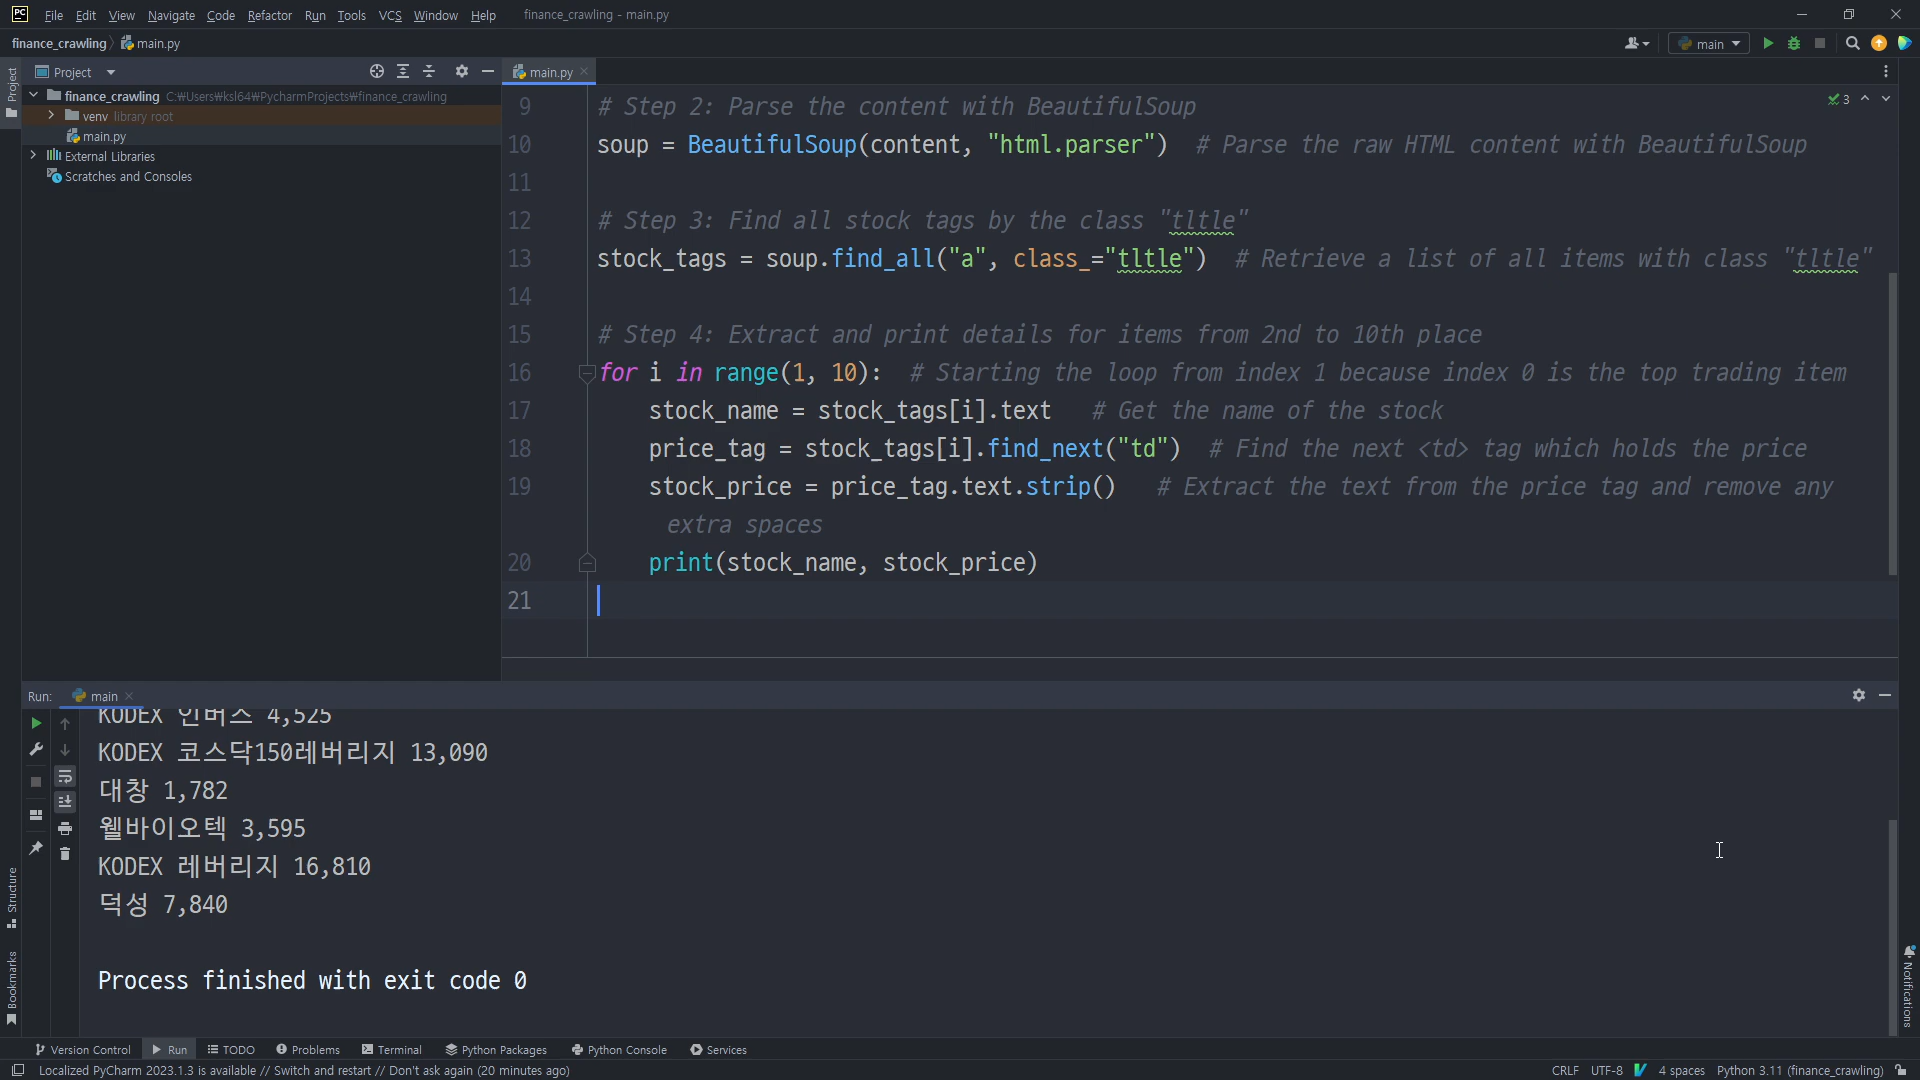 PC File Edit View Navigate Code Refactor Run Tools VCS Window Help finance_crawling - main.py
finance_crawling main.py main
Project main.py
finance_crawling C:₩Users₩ksl64₩PycharmProjects₩finance_crawling
venv library root
main.py
External Libraries
Scratches and Consoles
Project
3
9 # Step 2: Parse the content with BeautifulSoup
10 soup = BeautifulSoup(content, "html.parser")  # Parse the raw HTML content with BeautifulSoup
11
12 # Step 3: Find all stock tags by the class "tltle"
13 stock_tags = soup.find_all("a", class_="tltle")  # Retrieve a list of all items with class "tltle"
14
15 # Step 4: Extract and print details for items from 2nd to 10th place
16 for i in range(1, 10):  # Starting the loop from index 1 because index 0 is the top trading item
17     stock_name = stock_tags[i].text   # Get the name of the stock
18     price_tag = stock_tags[i].find_next("td")  # Find the next <td> tag which holds the price
19     stock_price = price_tag.text.strip()   # Extract the text from the price tag and remove any
extra spaces
20     print(stock_name, stock_price)
21
Run: main
KODEX 인버스 4,525
KODEX 코스닥150레버리지 13,090
대창 1,782
웰바이오텍 3,595
KODEX 레버리지 16,810
덕성 7,840
Process finished with exit code 0
Structure
Bookmarks
Notifications
Version Control Run TODO Problems Terminal Python Packages Python Console Services
Localized PyCharm 2023.1.3 is available // Switch and restart // Don't ask again (20 minutes ago) CRLF UTF-8 4 spaces Python 3.11 (finance_crawling)